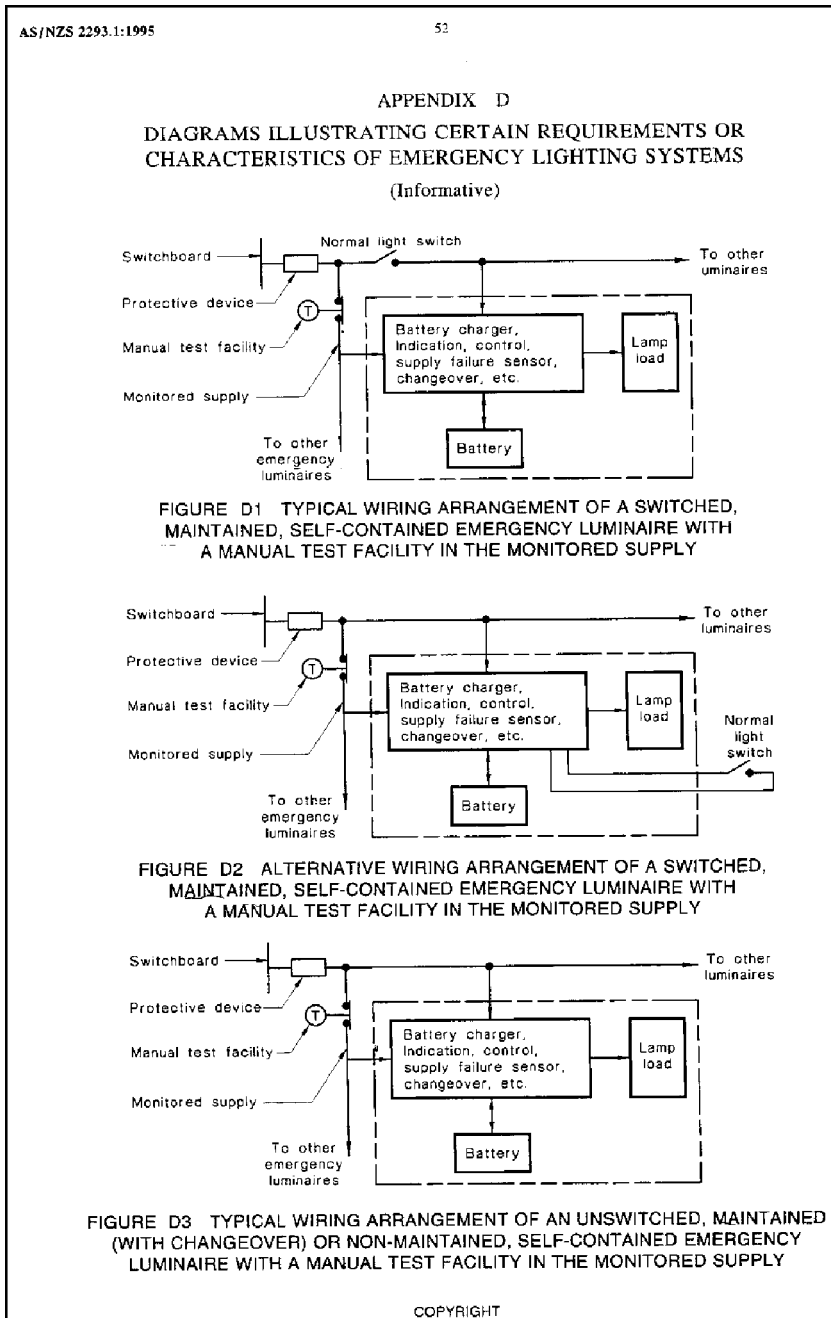 AS/NZS 2293.1:1995
52
APPENDIX D
DIAGRAMS ILLUSTRATING CERTAIN REQUIREMENTS OR
CHARACTERISTICS OF EMERGENCY LIGHTING SYSTEMS
(Informative)
Normal light switch
Switchboard
To other
uminaires
Protective device
T
Manual test facility
Monitored supply
Battery charger,
Indication, control,
supply failure sensor,
changeover, etc.
Lamp
load
Battery
To other
emergency
luminaires
FIGURE D1 TYPICAL WIRING ARRANGEMENT OF A SWITCHED,
MAINTAINED, SELF-CONTAINED EMERGENCY LUMINAIRE WITH
A MANUAL TEST FACILITY IN THE MONITORED SUPPLY
Switchboard
To other
luminaires
Protective device
T
Manual test facility
Monitored supply
Battery charger,
Indication, control,
supply failure sensor,
changeover, etc.
Lamp
load
Normal
light
switch
Battery
To other
emergency
luminaires
FIGURE D2 ALTERNATIVE WIRING ARRANGEMENT OF A SWITCHED,
MAINTAINED, SELF-CONTAINED EMERGENCY LUMINAIRE WITH
A MANUAL TEST FACILITY IN THE MONITORED SUPPLY
Switchboard
To other
luminaires
Protective device
T
Manual test facility
Monitored supply
Battery charger,
Indication, control,
supply failure sensor,
changeover, etc.
Lamp
load
Battery
To other
emergency
luminaires
FIGURE D3 TYPICAL WIRING ARRANGEMENT OF AN UNSWITCHED, MAINTAINED
(WITH CHANGEOVER) OR NON-MAINTAINED, SELF-CONTAINED EMERGENCY
LUMINAIRE WITH A MANUAL TEST FACILITY IN THE MONITORED SUPPLY
COPYRIGHT